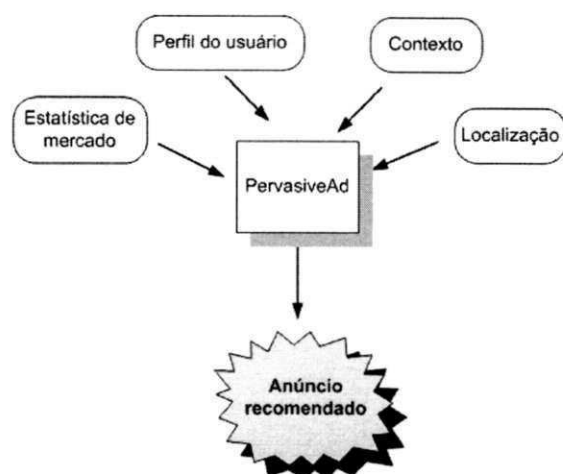 Perfil do usuário
Contexto
Estatística de
mercado
Localização
PervasiveAd
Anúncio
recomendado